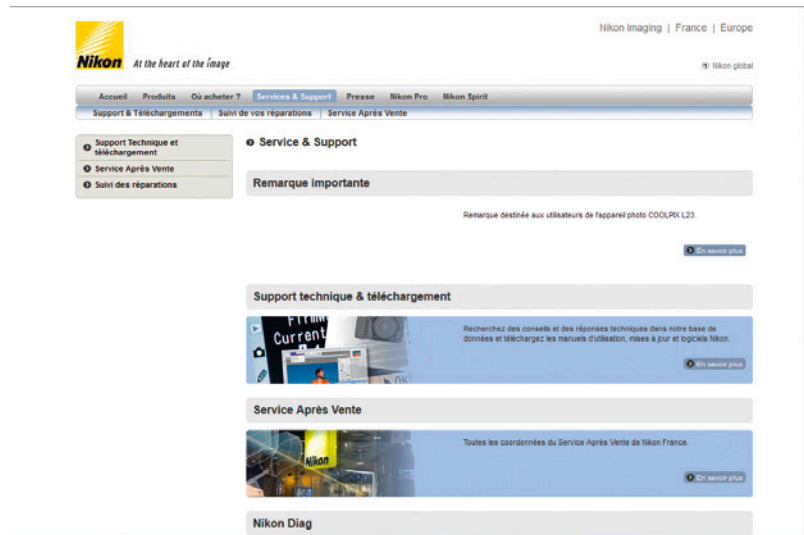 Nikon Imaging | France | Europe
Nikon
At the heart of the image
Nikon global
Accueil Produits Où acheter ? Services & Support Presse Nikon Pro Nikon Spirit
Support & Téléchargements | Suivi de vos réparations | Service Après Vente
Support Technique et
téléchargement
Service Après Vente
Suivi des réparations
Service & Support
Remarque importante
Remarque destinée aux utilisateurs de l'appareil photo COOLPIX L23.
En savoir plus
Support technique & téléchargement
Firmw
Current
OK
Recherchez des conseils et des réponses techniques dans notre base de
données et téléchargez les manuels d'utilisation, mises à jour et logiciels Nikon.
En savoir plus
Service Après Vente
Nikon
Toutes les coordonnées du Service Après Vente de Nikon France.
En savoir plus
Nikon Diag